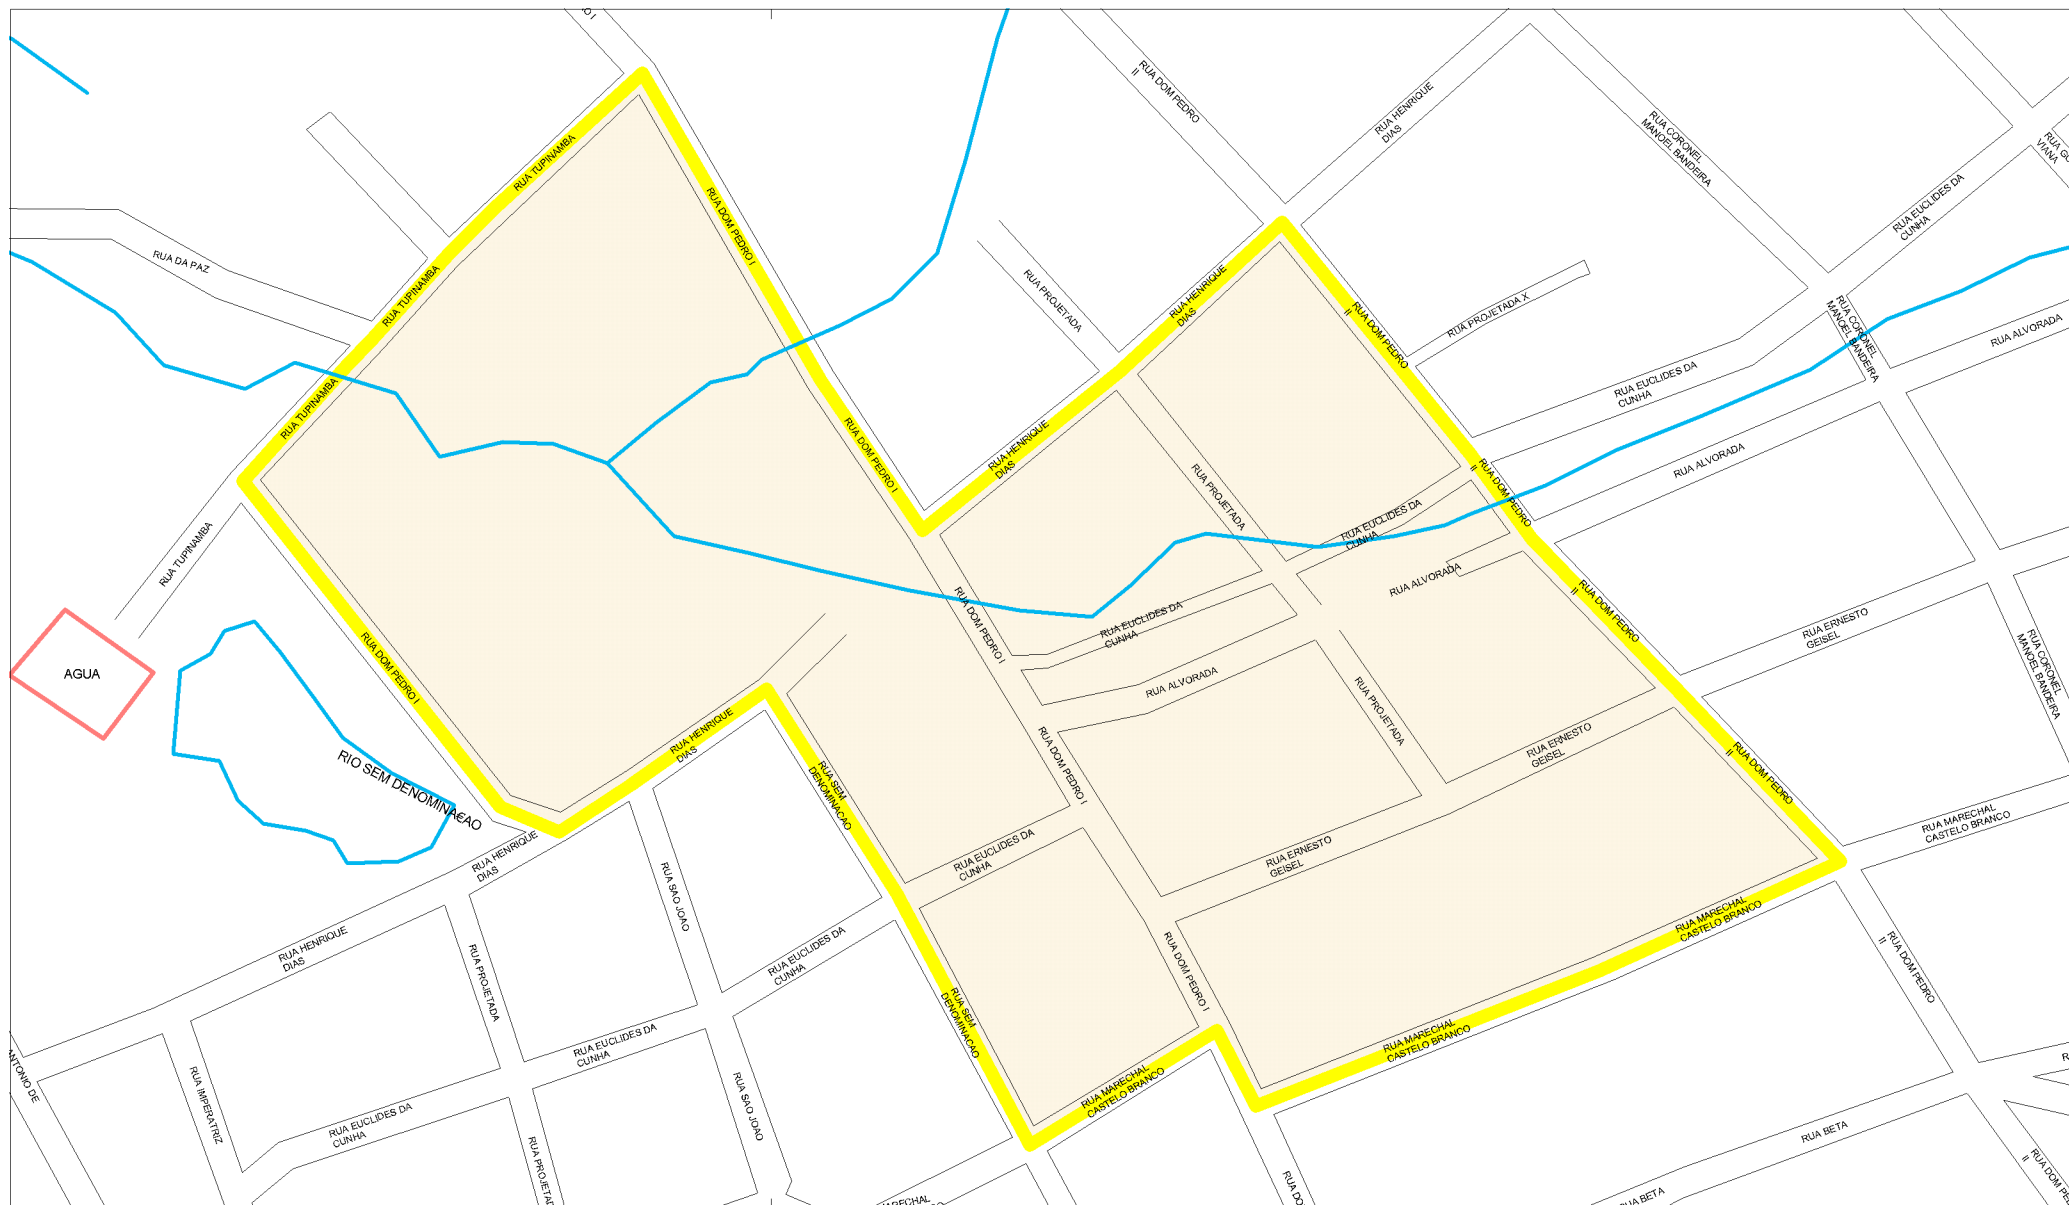 RUA DOM PEDRO
II
RUA HENRIQUE
DIAS
RUA CORONEL
MANOEL BANDEIRA
VIANA
RUA TUPINAMBA
RUA DOM PEDRO I
RUA EUCLIDES DA
CUNHA
RUA DA PAZ
RUA TUPINAMBA
RUA PROJETADA
RUA HENRIQUE
DIAS
RUA DOM PEDRO
II
RUA PROJETADA X
RUA CORONEL
MANOEL BANDEIRA
RUA ALVORADA
RUA TUPINAMBA
RUA DOM PEDRO I
RUA HENRIQUE
DIAS
RUA EUCLIDES DA
CUNHA
RUA ALVORADA
RUA PROJETADA
RUA DOM PEDRO
II
RUA EUCLIDES DA
CUNHA
RUA TUPINAMBA
RUA ALVORADA
RUA DOM PEDRO I
RUA EUCLIDES DA
CUNHA
RUA DOM PEDRO
II
RUA ERNESTO
GEISEL
RUA CORONEL
MANOEL BANDEIRA
AGUA
RUA DOM PEDRO I
RUA ALVORADA
RUA PROJETADA
RUA HENRIQUE
DIAS
RUA DOM PEDRO I
RUA ERNESTO
GEISEL
RUA DOM PEDRO
II
RIO SEM DENOMINACAO
RUA SEM
DENOMINACAO
RUA MARECHAL
CASTELO BRANCO
RUA HENRIQUE
DIAS
RUA EUCLIDES DA
CUNHA
RUA ERNESTO
GEISEL
RUA SAO JOAO
RUA MARECHAL
CASTELO BRANCO
RUA HENRIQUE
DIAS
RUA PROJETADA
RUA EUCLIDES DA
CUNHA
RUA DOM PEDRO I
RUA DOM PEDRO
II
RUA SEM
DENOMINACAO
RUA EUCLIDES DA
CUNHA
RUA MARECHAL
CASTELO BRANCO
ANTONIO DE
RUA IMPERATRIZ
RUA SAO JOAO
RUA MARECHAL
CASTELO BRANCO
RUA EUCLIDES DA
CUNHA
RUA BETA
RUA DOM
II
RUA BETA